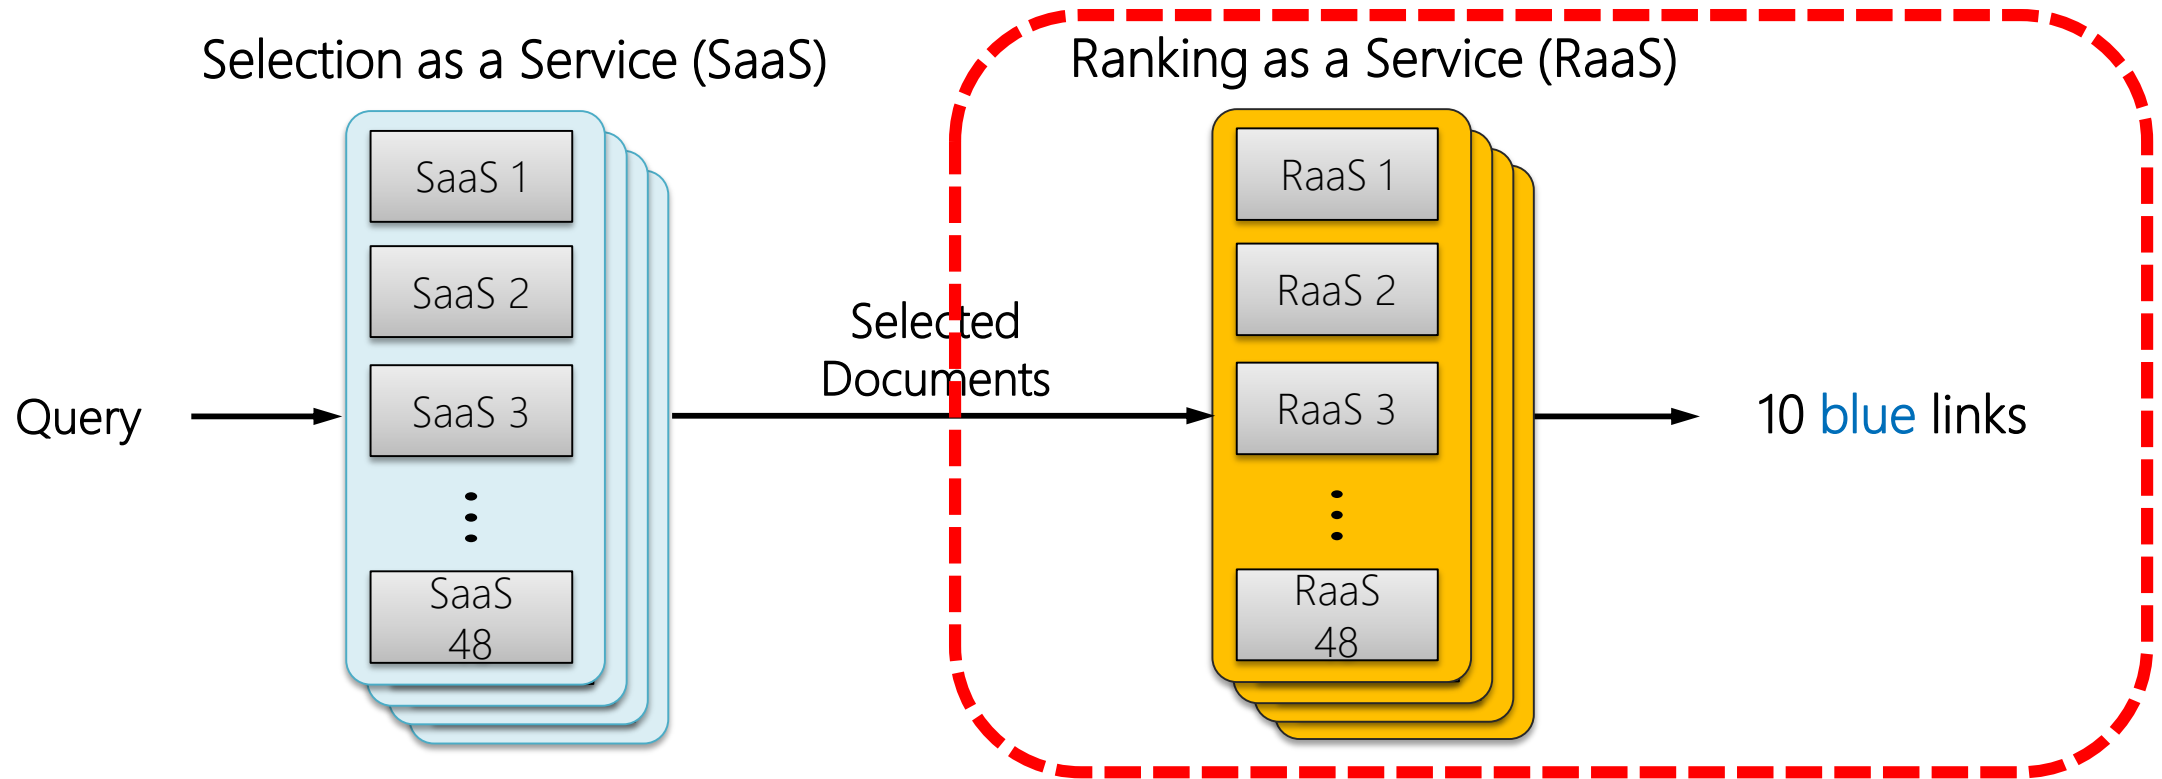 Selection as a Service (SaaS)
Ranking as a Service (RaaS)
SaaS 1
SaaS 2
SaaS 3
SaaS
48
Query
Selected
Documents
RaaS 1
RaaS 2
RaaS 3
RaaS
48
10 blue links